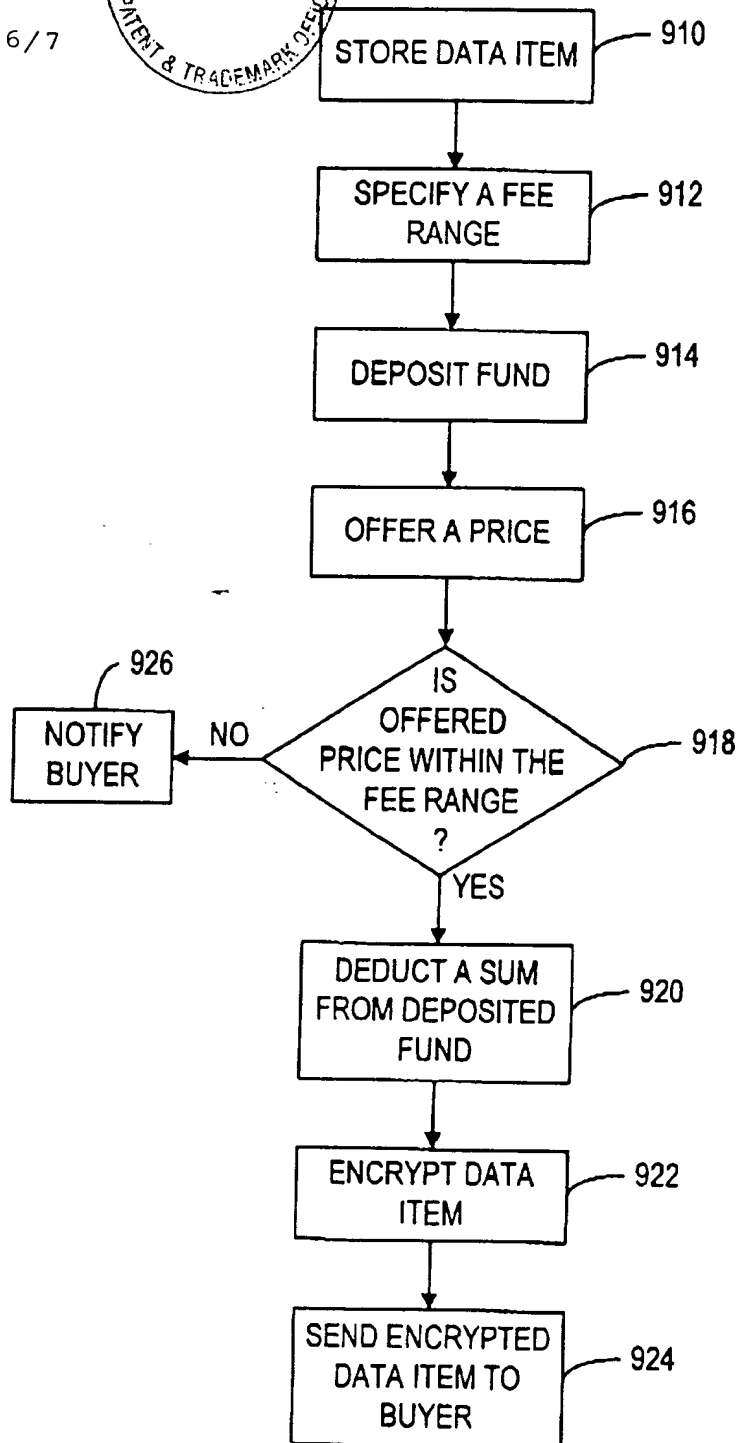 6/7
PATENT & TRADEMARK
STORE DATA ITEM
910
SPECIFY A FEE
RANGE
912
DEPOSIT FUND
914
OFFER A PRICE
916
926
NOTIFY
BUYER
NO
IS
OFFERED
PRICE WITHIN THE
FEE RANGE
?
918
YES
DEDUCT A SUM
FROM DEPOSITED
FUND
920
ENCRYPT DATA
ITEM
922
SEND ENCRYPTED
DATA ITEM TO
BUYER
924